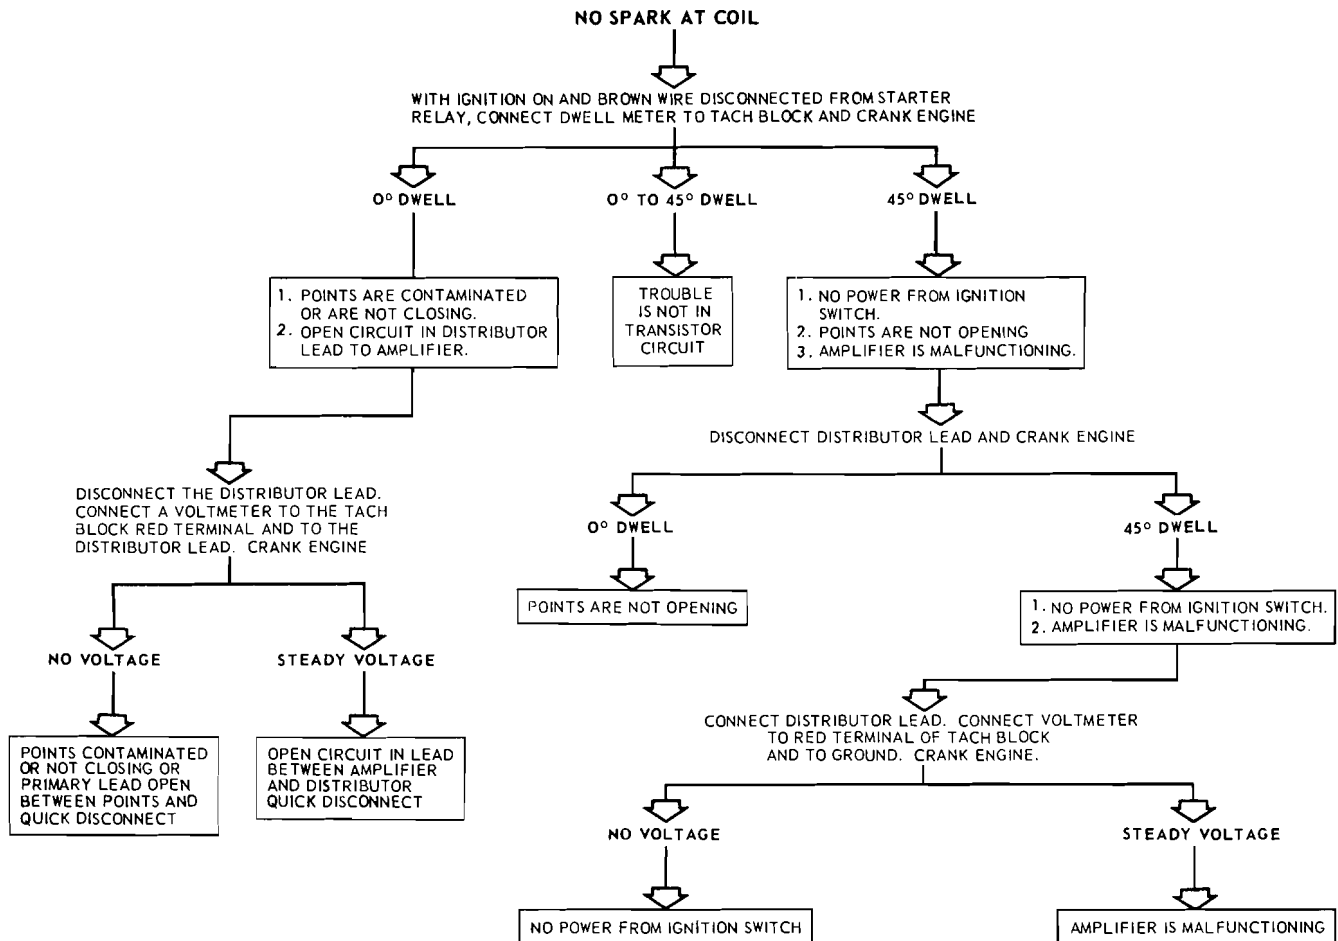 NO SPARK AT COIL
WITH IGNITION ON AND BROWN WIRE DISCONNECTED FROM STARTER
RELAY, CONNECT DWELL METER TO TACH BLOCK AND CRANK ENGINE
0° DWELL
0° TO 45° DWELL
45° DWELL
1. POINTS ARE CONTAMINATED
OR ARE NOT CLOSING.
2. OPEN CIRCUIT IN DISTRIBUTOR
LEAD TO AMPLIFIER.
TROUBLE
IS NOT IN
TRANSISTOR
CIRCUIT
1. NO POWER FROM IGNITION
SWITCH.
2. POINTS ARE NOT OPENING
3. AMPLIFIER IS MALFUNCTIONING.
DISCONNECT THE DISTRIBUTOR LEAD.
CONNECT A VOLTMETER TO THE TACH
BLOCK RED TERMINAL AND TO THE
DISTRIBUTOR LEAD. CRANK ENGINE
NO VOLTAGE
STEADY VOLTAGE
POINTS CONTAMINATED
OR NOT CLOSING OR
PRIMARY LEAD OPEN
BETWEEN POINTS AND
QUICK DISCONNECT
OPEN CIRCUIT IN LEAD
BETWEEN AMPLIFIER
AND DISTRIBUTOR
QUICK DISCONNECT
DISCONNECT DISTRIBUTOR LEAD AND CRANK ENGINE
0° DWELL
45° DWELL
POINTS ARE NOT OPENING
1. NO POWER FROM IGNITION SWITCH.
2. AMPLIFIER IS MALFUNCTIONING.
CONNECT DISTRIBUTOR LEAD. CONNECT VOLTMETER
TO RED TERMINAL OF TACH BLOCK
AND TO GROUND. CRANK ENGINE.
NO VOLTAGE
STEADY VOLTAGE
NO POWER FROM IGNITION SWITCH
AMPLIFIER IS MALFUNCTIONING